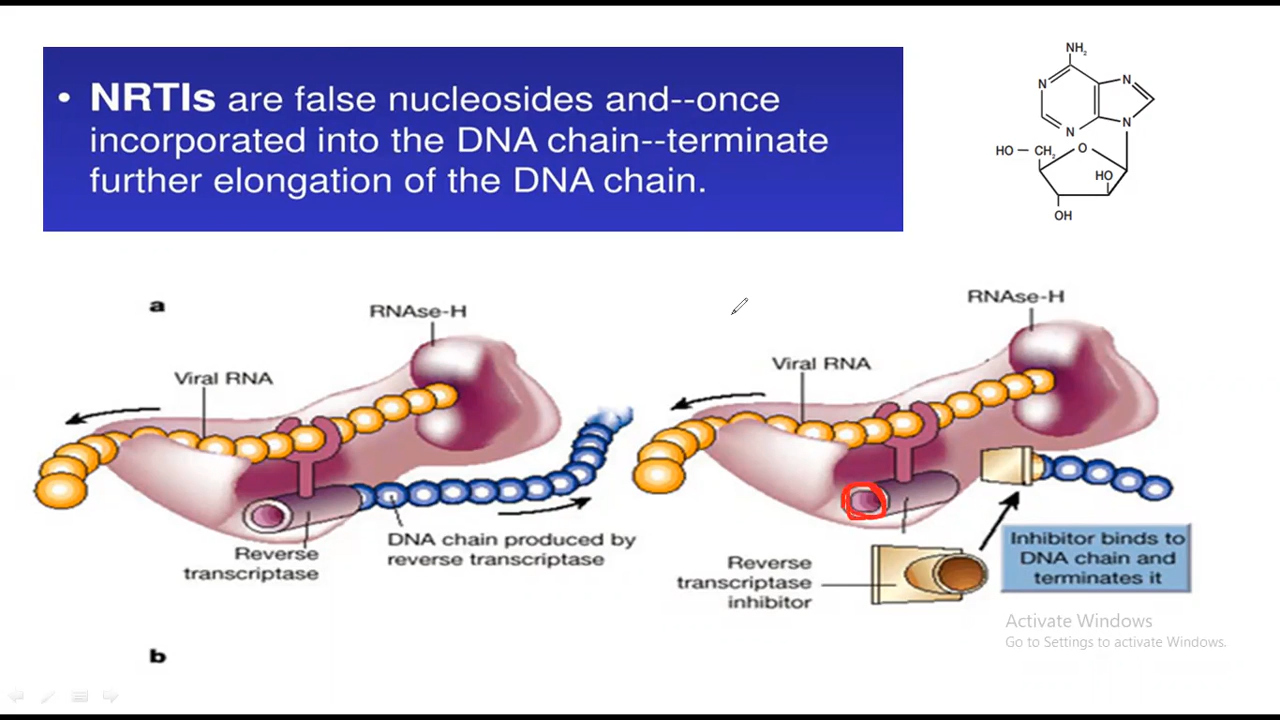 • NRTIs are false nucleosides and--once
incorporated into the DNA chain--terminate
further elongation of the DNA chain.
NH2
N
N
N
N
O
HO — CH2
HO
OH
a
RNAse-H
Viral RNA
DNA chain produced by
reverse transcriptase
Reverse
transcriptase
RNAse-H
Viral RNA
Inhibitor binds to
DNA chain and
terminates it
Reverse
transcriptase
inhibitor
b
Activate Windows
Go to Settings to activate Windows.